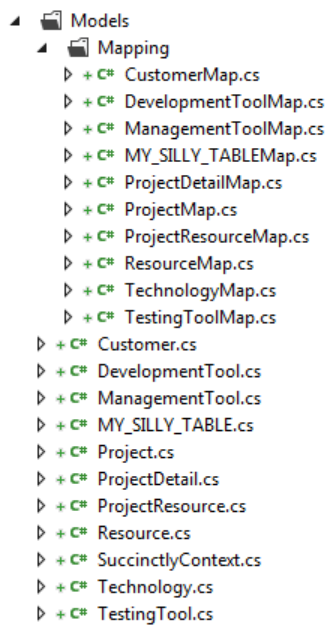 Models
Mapping
+ C# CustomerMap.cs
+ C# DevelopmentToolMap.cs
+ C# ManagementToolMap.cs
+ C# MY_SILLY_TABLEMap.cs
+ C# ProjectDetailMap.cs
+ C# ProjectMap.cs
+ C# ProjectResourceMap.cs
+ C# ResourceMap.cs
+ C# TechnologyMap.cs
+ C# TestingToolMap.cs
+ C# Customer.cs
+ C# DevelopmentTool.cs
+ C# ManagementTool.cs
+ C# MY_SILLY_TABLE.cs
+ C# Project.cs
+ C# ProjectDetail.cs
+ C# ProjectResource.cs
+ C# Resource.cs
+ C# SuccinctlyContext.cs
+ C# Technology.cs
+ C# TestingTool.cs